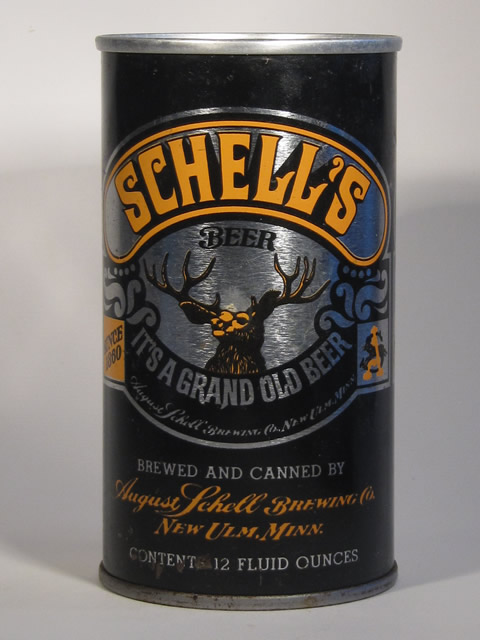 SCHELL'S
BEER
SINCE
1860
IT'S A GRAND OLD BEER
August Schell Brewing Co. New Ulm, Minn.
BREWED AND CANNED BY
August Schell Brewing Co.
New Ulm, Minn.
CONTENTS 12 FLUID OUNCES